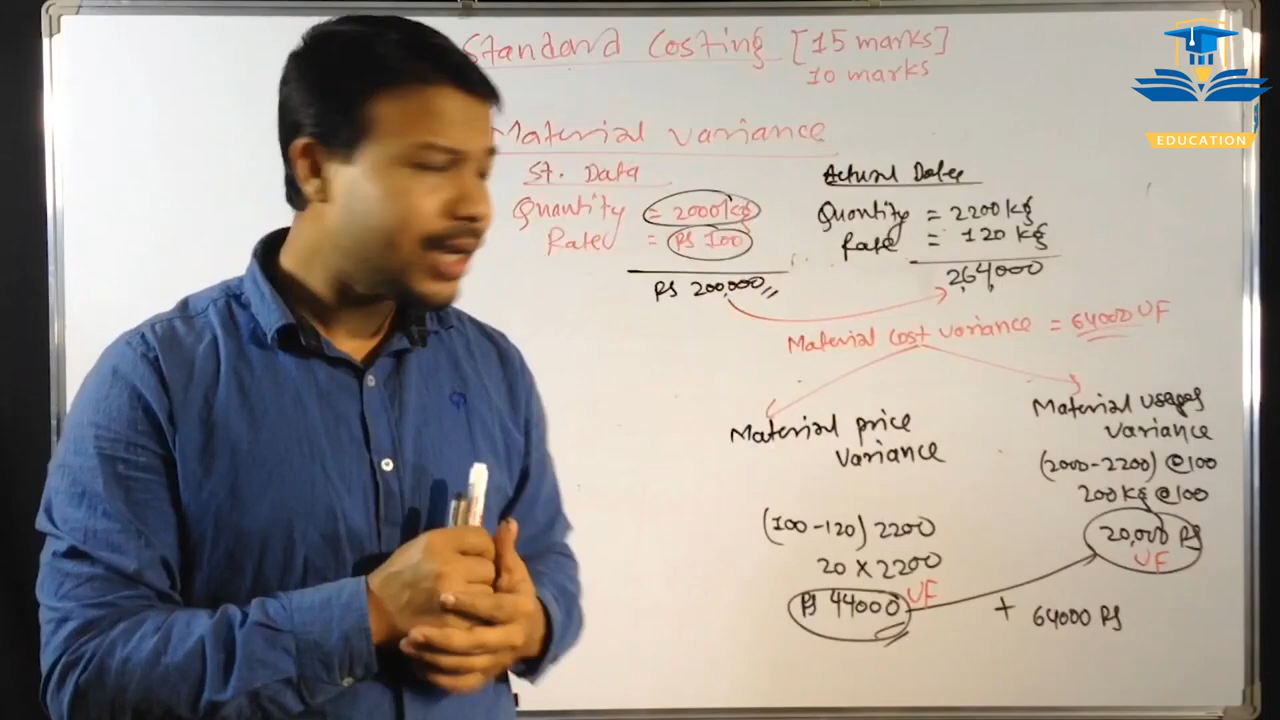 Standard Costing [15 marks]
10 marks
EDUCATION
Material variance
St. Data
Quantity = 2000 kg
Rate = Rs 100
Rs 200,000
Actual Data
Quantity = 2200 kg
Rate = 120 kg
264000
Material cost variance = 64000 UF
Material price
variance
(100-120) 2200
20 x 2200
Rs 44000 UF
Material usages
variance
(2000-2200) @100
200 kg @100
20,000 Rs
UF
+ 64000 Rs